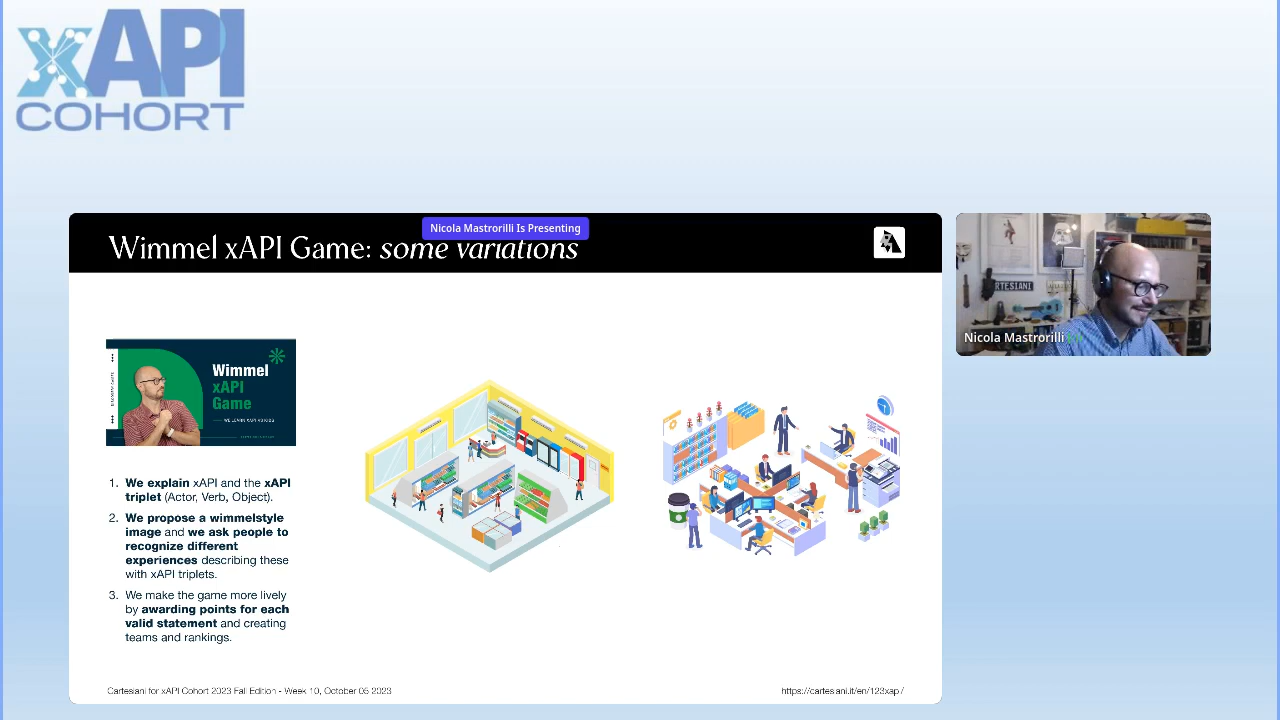 xAPI
COHORT
Nicola Mastrorilli Is Presenting
Wimmel xAPI Game: some variations
Wimmel
xAPI
Game
1. We explain xAPI and the xAPI
triplet (Actor, Verb, Object).
2. We propose a wimmelstyle
image and we ask people to
recognize different
experiences describing these
with xAPI triplets.
3. We make the game more lively
by awarding points for each
valid statement and creating
teams and rankings.
Cartesiani for xAPI Cohort 2023 Fall Edition - Week 10, October 05 2023
https://cartesiani.it/en/123xapi/
CARTESIANI
Nicola Mastrorilli